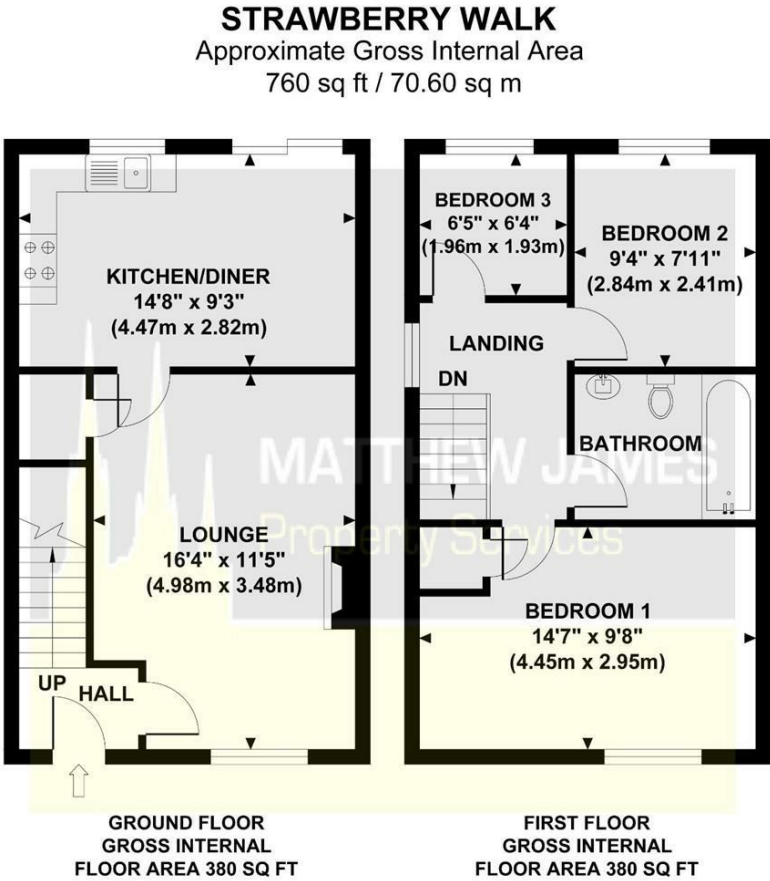 STRAWBERRY WALK
Approximate Gross Internal Area
760 sq ft / 70.60 sq m
KITCHEN/DINER
14'8" x 9'3"
(4.47m x 2.82m)
LOUNGE
16'4" x 11'5"
(4.98m x 3.48m)
UP
HALL
GROUND FLOOR
GROSS INTERNAL
FLOOR AREA 380 SQ FT
BEDROOM 3
6'5" x 6'4"
(1.96m x 1.93m)
BEDROOM 2
9'4" x 7'11"
(2.84m x 2.41m)
LANDING
DN
BATHROOM
BEDROOM 1
14'7" x 9'8"
(4.45m x 2.95m)
FIRST FLOOR
GROSS INTERNAL
FLOOR AREA 380 SQ FT
MATTHEW JAMES
Property Services